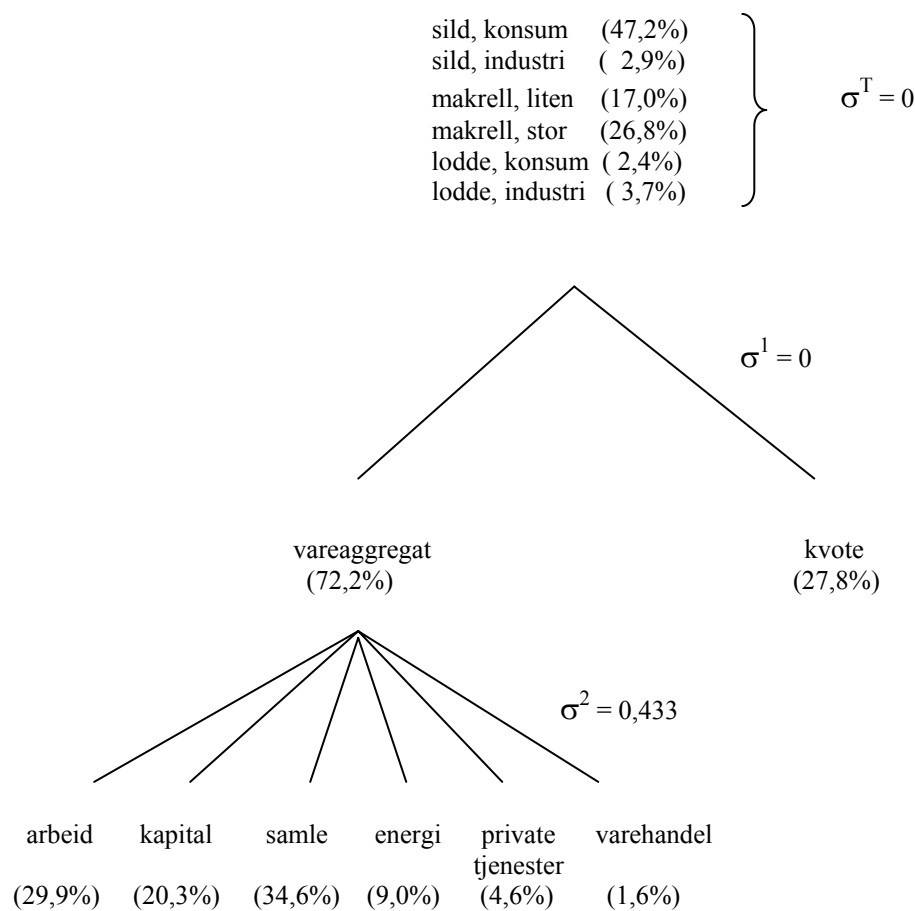 sild, konsum (47,2%)
sild, industri ( 2,9%)
makrell, liten (17,0%)
σT = 0
makrell, stor (26,8%)
lodde, konsum ( 2,4%)
lodde, industri ( 3,7%)
σ1 = 0
vareaggregat kvote
(72,2%) (27,8%)
σ2 = 0,433
arbeid kapital samle energi private varehandel
tjenester
(29,9%) (20,3%) (34,6%) (9,0%) (4,6%) (1,6%)